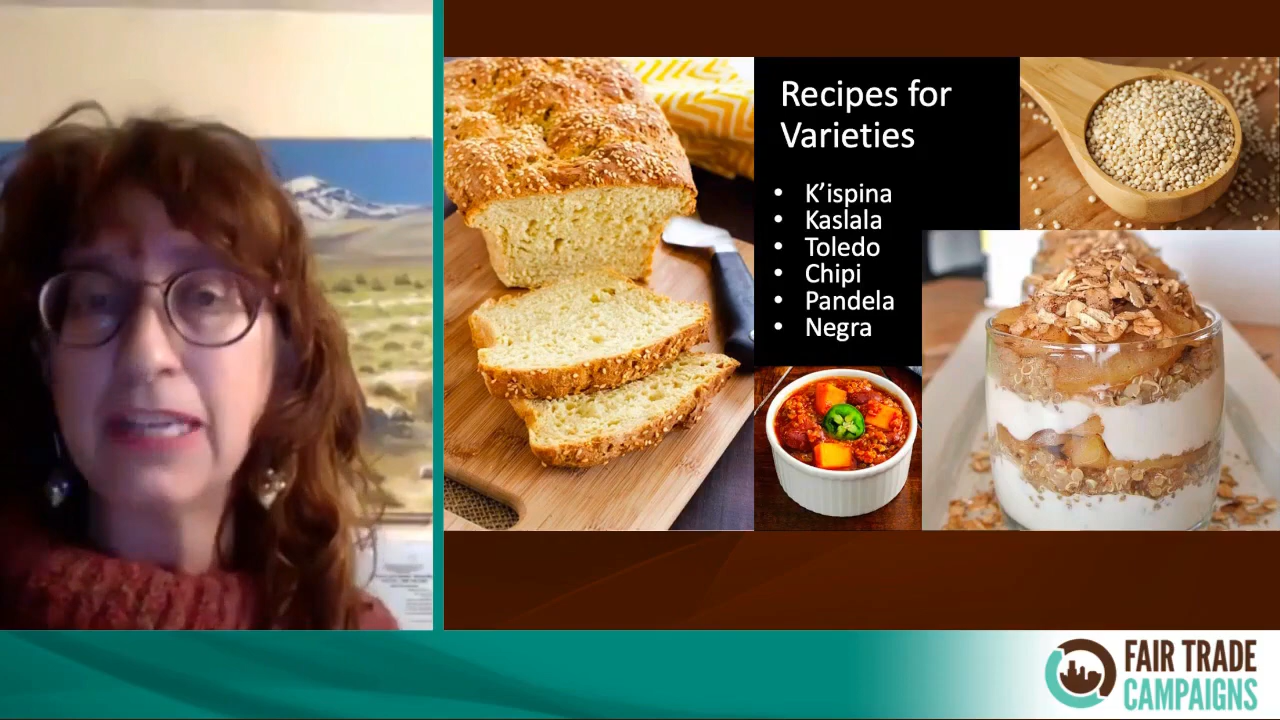 Recipes for
Varieties
• K’ispina
• Kaslala
• Toledo
• Chipi
• Pandela
• Negra
FAIR TRADE
CAMPAIGNS